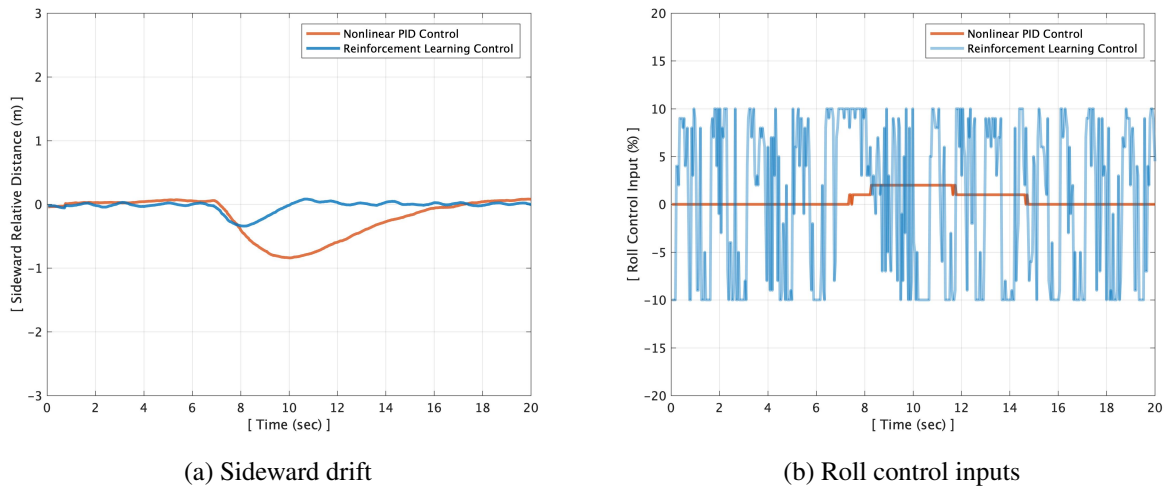 3
2
1
0
−1
−2
−3
[ Sideward Relative Distance (m) ]
Nonlinear PID Control
Reinforcement Learning Control
0 2 4 6 8 10 12 14 16 18 20
[ Time (sec) ]
(a) Sideward drift
20
15
10
5
0
−5
−10
−15
−20
[ Roll Control Input (%) ]
Nonlinear PID Control
Reinforcement Learning Control
0 2 4 6 8 10 12 14 16 18 20
[ Time (sec) ]
(b) Roll control inputs